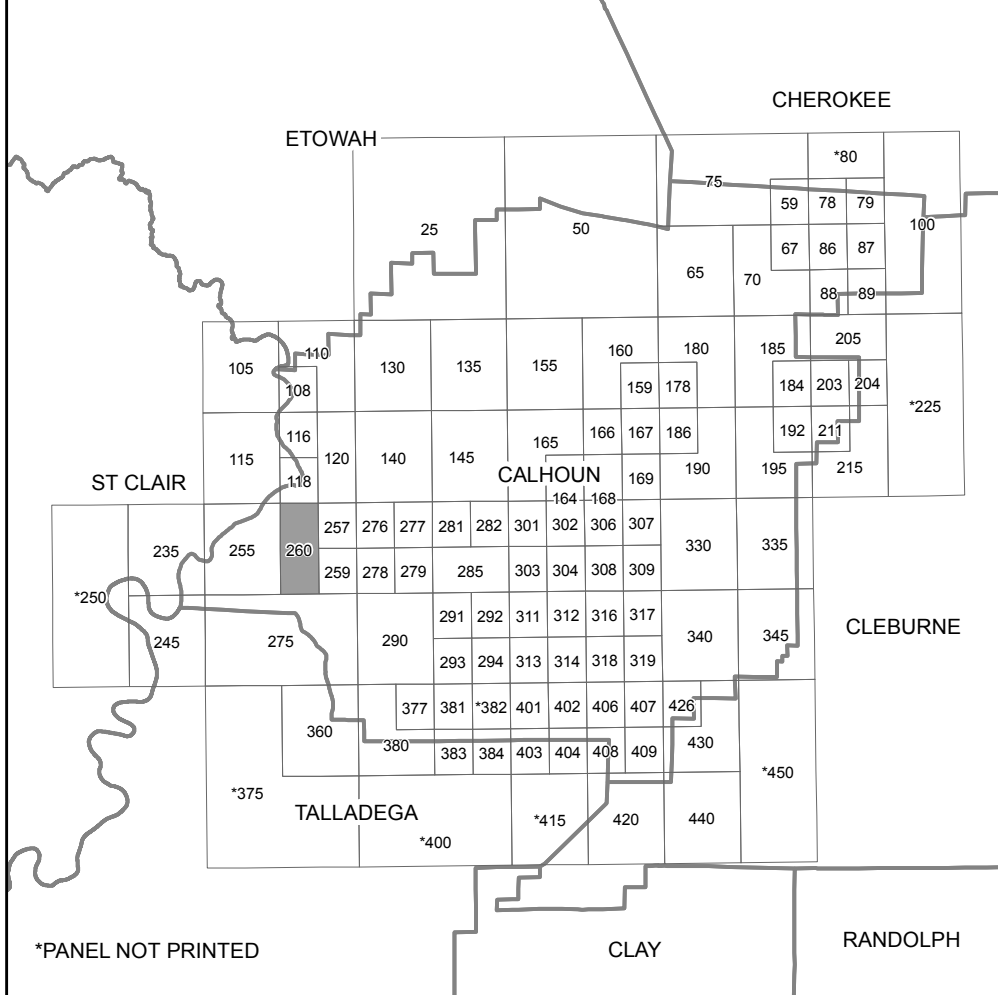 CHEROKEE
ETOWAH
*80
75
59 78 79
25 50 100
67 86 87
65 70
88 89
205
110 160 180 185
105 130 135 155
159 178 184 203 204
108
*225
116 166 167 186 192 211
165
115 120 140 145 190 195 215
ST CLAIR 118 CALHOUN 169
164 168
257 276 277 281 282 301 302 306 307
235 255 260 330 335
259 278 279 285 303 304 308 309
*250
291 292 311 312 316 317
245 275 290 340 345 CLEBURNE
293 294 313 314 318 319
377 381 *382 401 402 406 407 426
360 380 430
383 384 403 404 408 409
*375 *450
TALLADEGA *415 420 440
*400
*PANEL NOT PRINTED CLAY RANDOLPH